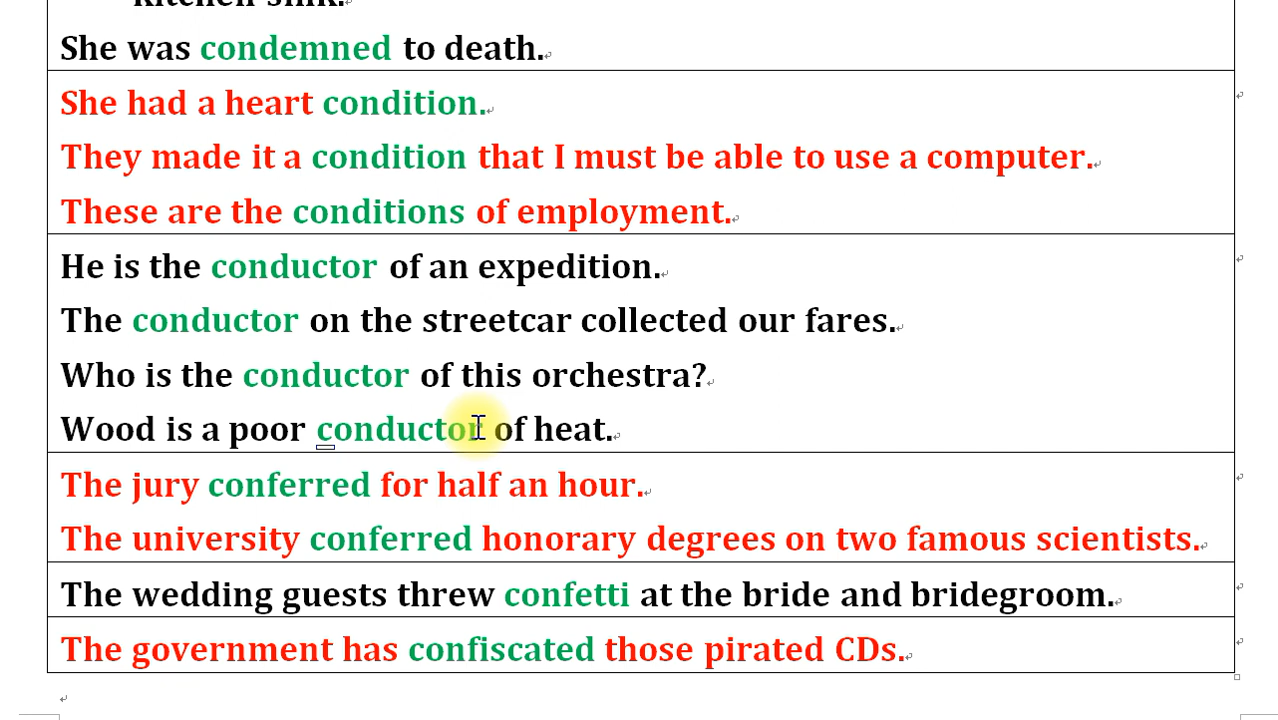 kitchen sink.
She was condemned to death.
She had a heart condition.
They made it a condition that I must be able to use a computer.
These are the conditions of employment.
He is the conductor of an expedition.
The conductor on the streetcar collected our fares.
Who is the conductor of this orchestra?
Wood is a poor conductor of heat.
The jury conferred for half an hour.
The university conferred honorary degrees on two famous scientists.
The wedding guests threw confetti at the bride and bridegroom.
The government has confiscated those pirated CDs.